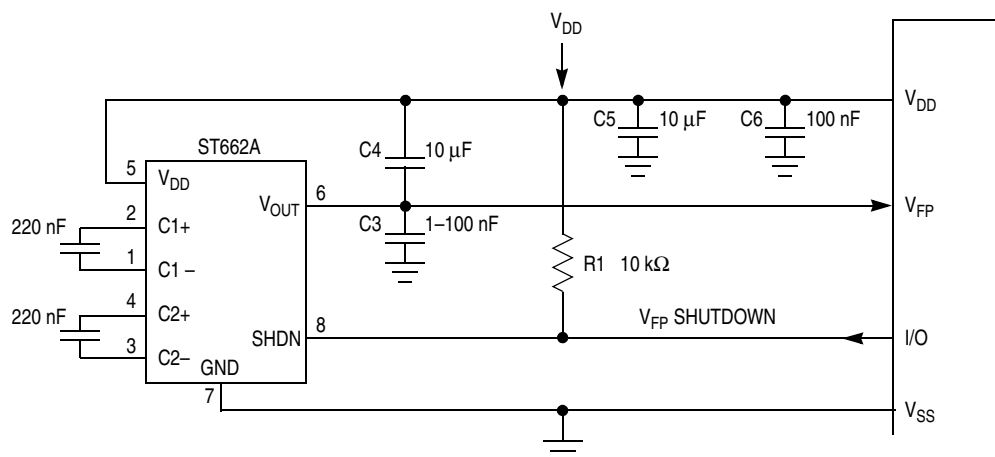 V_DD
V_DD
C5 10 µF
C6 100 nF
ST662A
C4 10 µF
5
V_DD
6
V_OUT
V_FP
2
220 nF
C1+
C3 1–100 nF
1
C1 –
R1 10 kΩ
4
220 nF
C2+
8
V_FP SHUTDOWN
SHDN
I/O
3
C2–
GND
7
V_SS